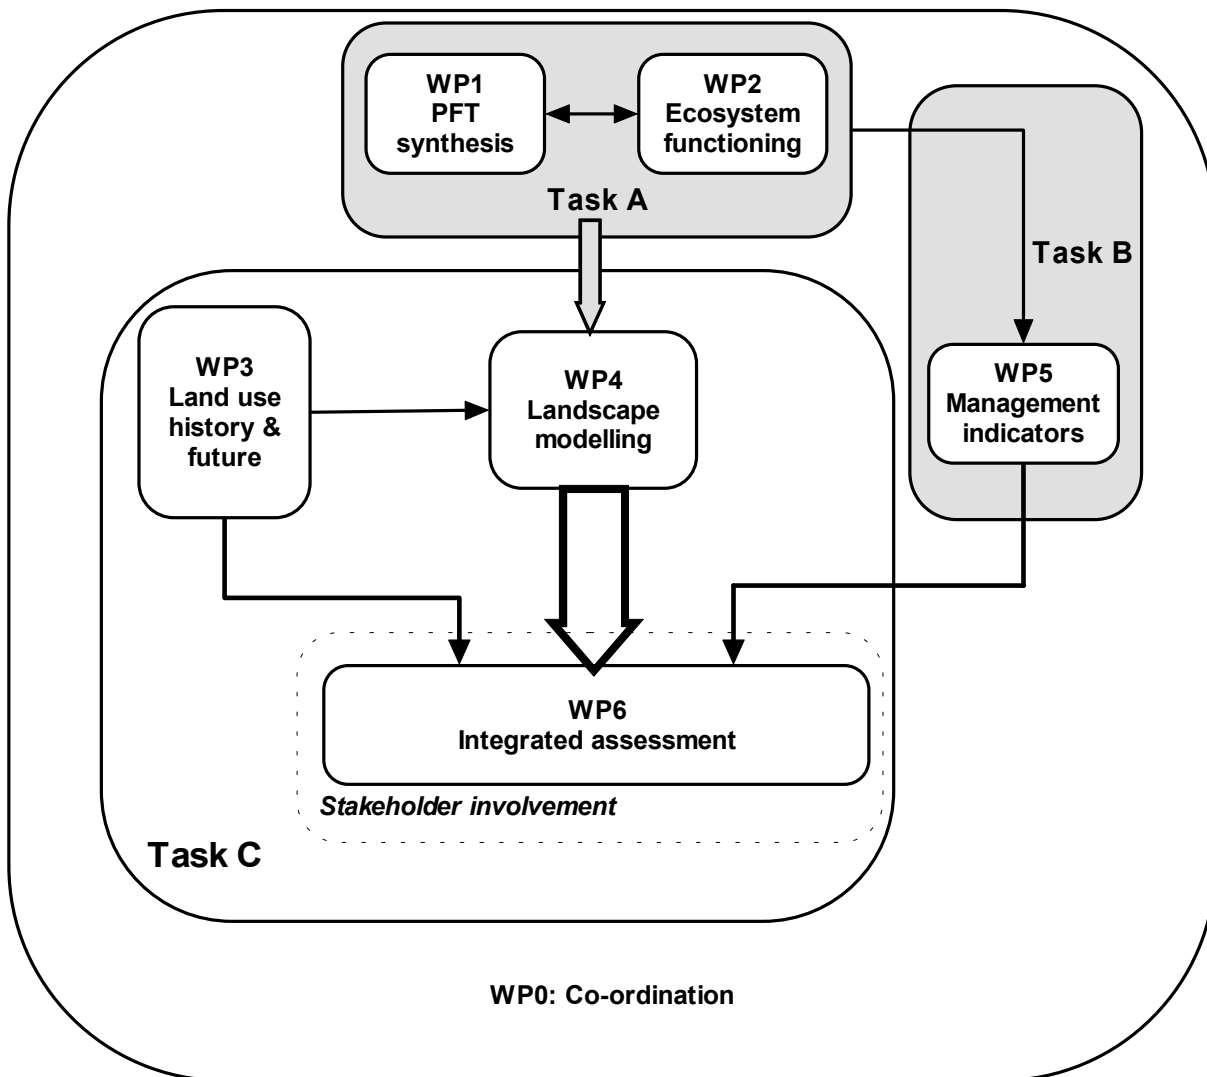 WP1
PFT
synthesis
WP2
Ecosystem
functioning
Task A
Task B
WP3
Land use
history &
future
WP4
Landscape
modelling
WP5
Management
indicators
WP6
Integrated assessment
Stakeholder involvement
Task C
WP0: Co-ordination